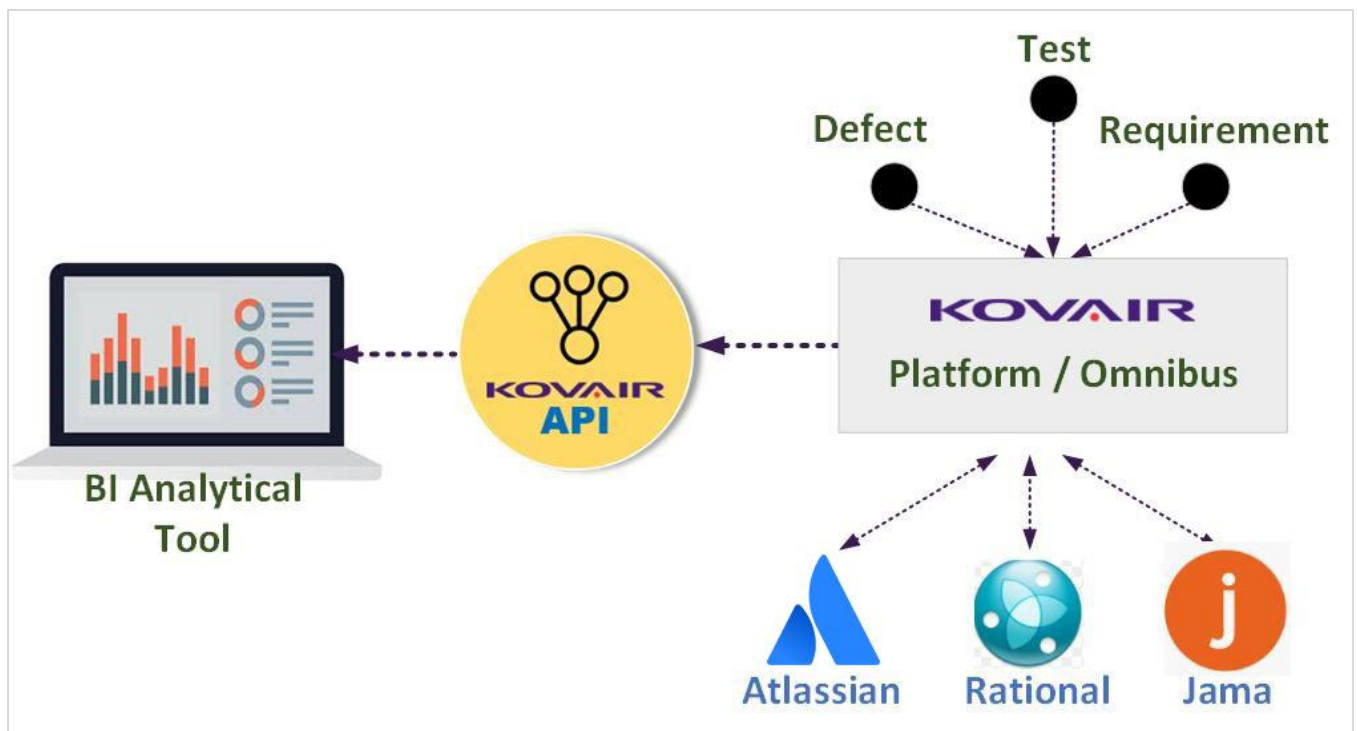 Test
Defect
Requirement
KOVAIR
Platform / Omnibus
KOVAIR
API
BI Analytical
Tool
j
Atlassian
Rational
Jama